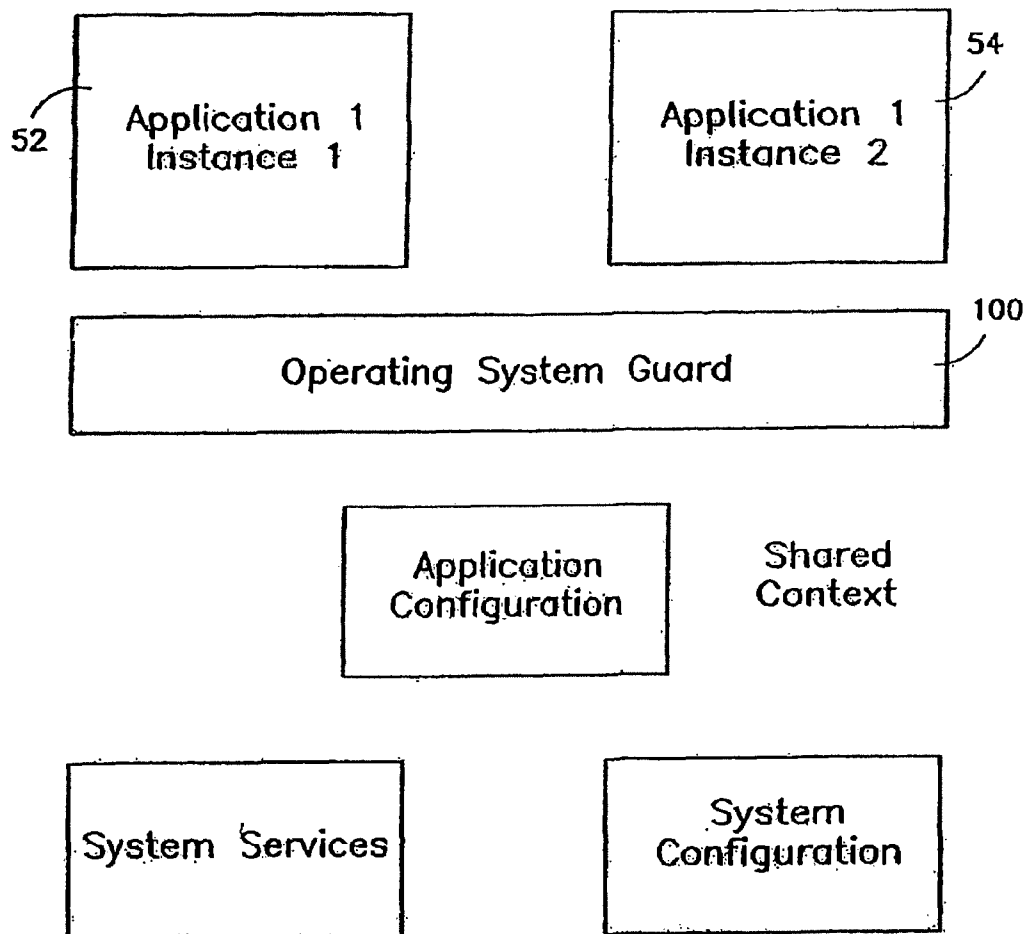 52
Application 1
Instance 1
54
Application 1
Instance 2
100
Operating System Guard
Application
Configuration
Shared
Context
System Services
System
Configuration